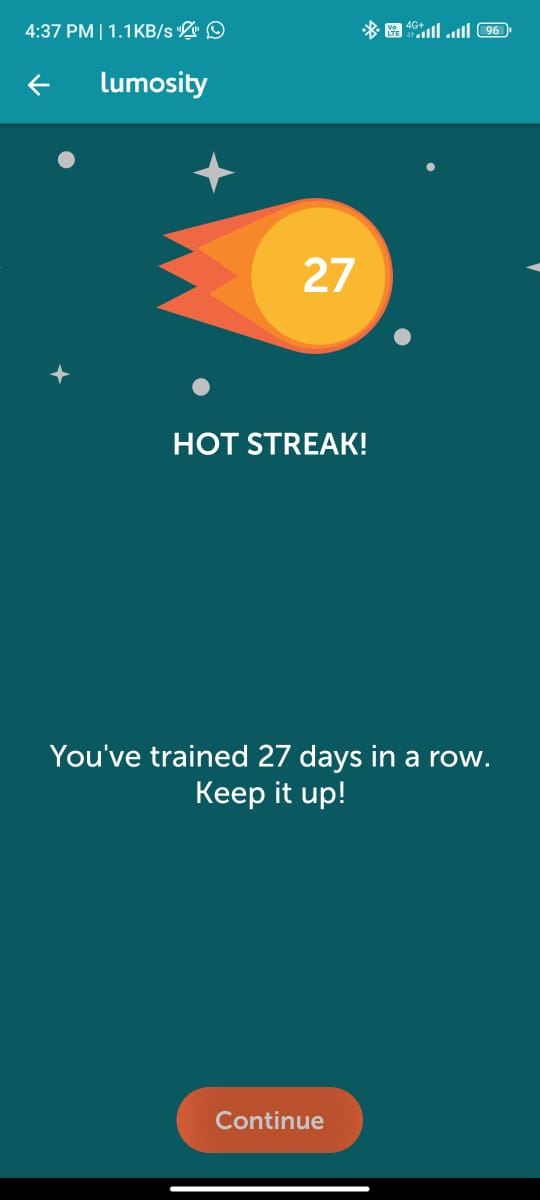 4:37 PM | 1.1KB/s
Vo LTE 4G+ 96
lumosity
27
HOT STREAK!
You've trained 27 days in a row.
Keep it up!
Continue